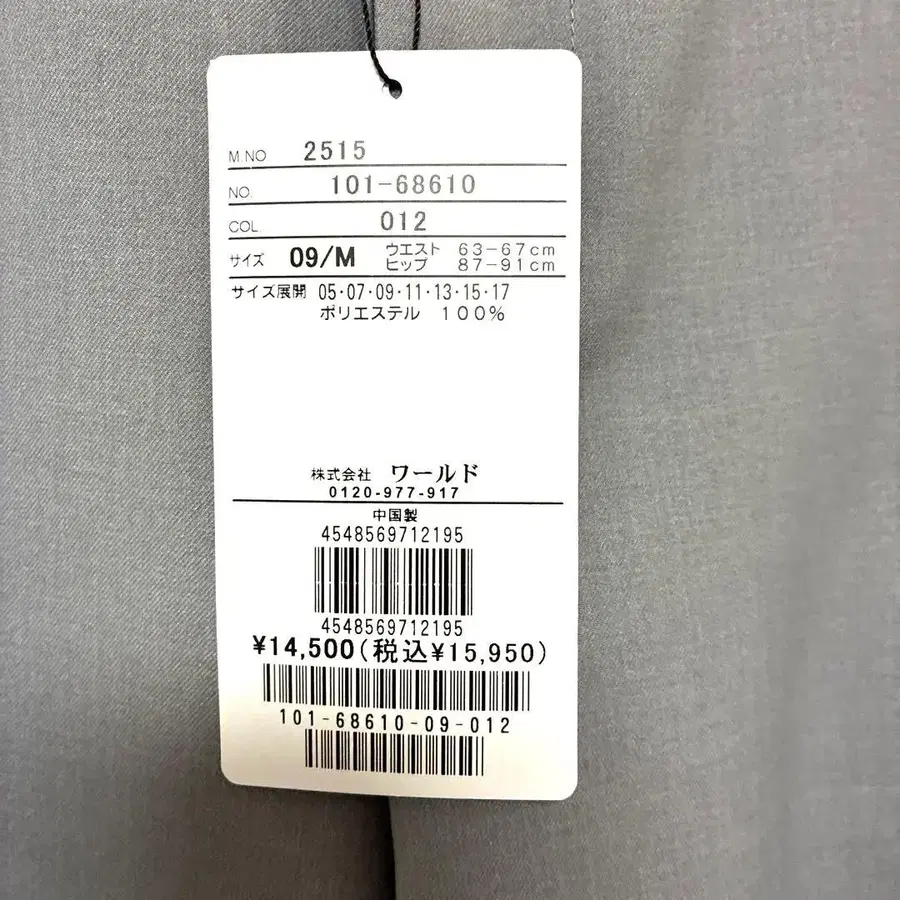 M.NO 2515
NO. 101-68610
COL. 012
サイズ 09/M ウエスト 63-67cm
ヒップ 87-91cm
サイズ展開 05・07・09・11・13・15・17
ポリエステル 100%
株式会社 ワールド
0120-977-917
中国製
4548569712195
4548569712195
¥14,500(税込¥15,950)
101-68610-09-012